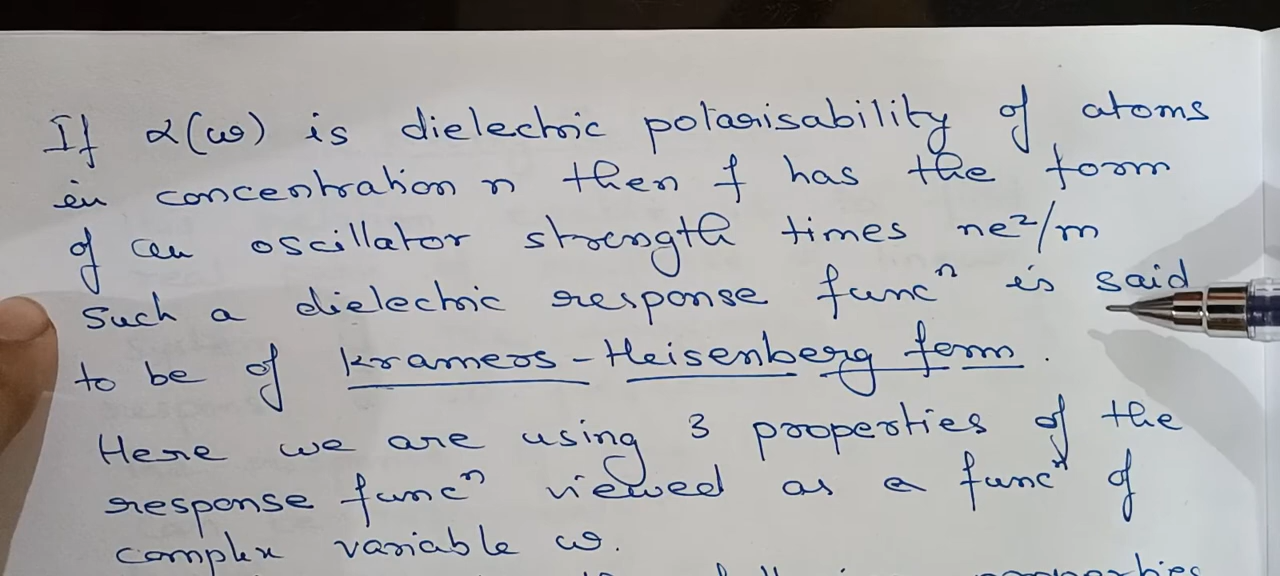 If α(ω) is dielectric polarisability of atoms
in concentration n then f has the form
of an oscillator strength times ne²/m
Such a dielectric response funcⁿ is said
to be of Kramers - Heisenberg form.
Here we are using 3 properties of the
response funcⁿ viewed as a funcⁿ of
complex variable ω.